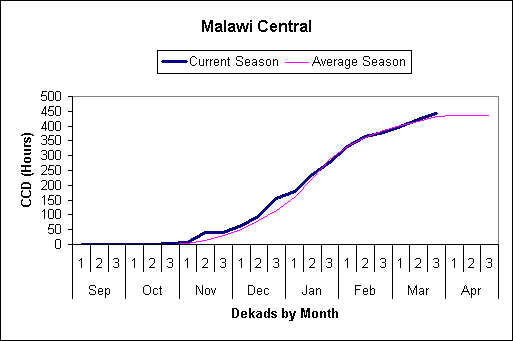 Malawi Central
Current Season Average Season
CCD (Hours)
500
450
400
350
300
250
200
150
100
50
0
1 2 3 1 2 3 1 2 3 1 2 3 1 2 3 1 2 3 1 2 3 1 2 3
Sep Oct Nov Dec Jan Feb Mar Apr
Dekads by Month